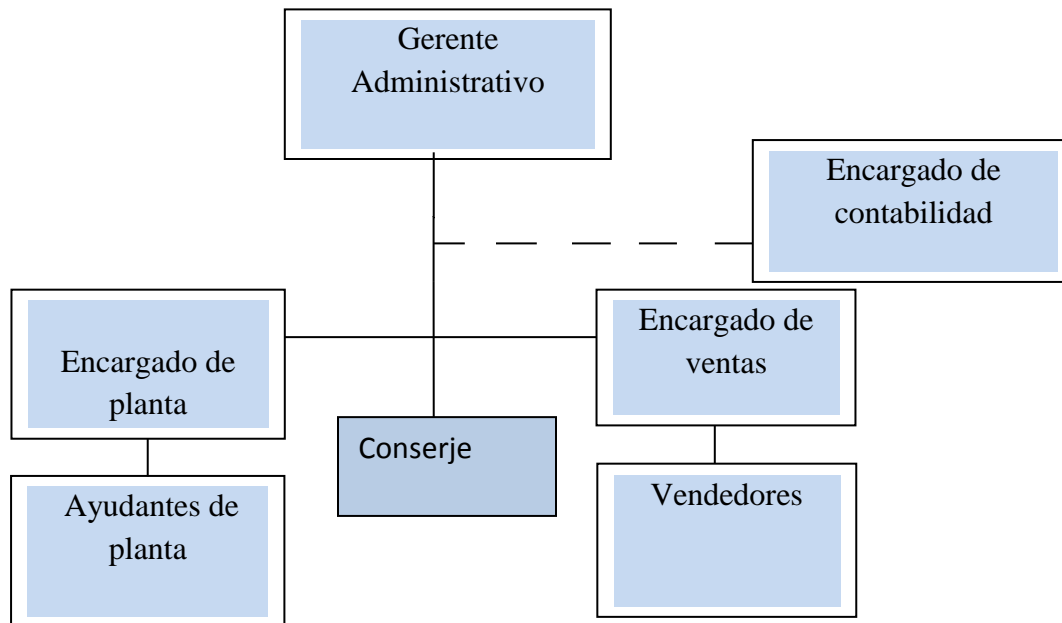 Gerente
Administrativo
Encargado de
contabilidad
Encargado de
planta
Encargado de
ventas
Conserje
Ayudantes de
planta
Vendedores